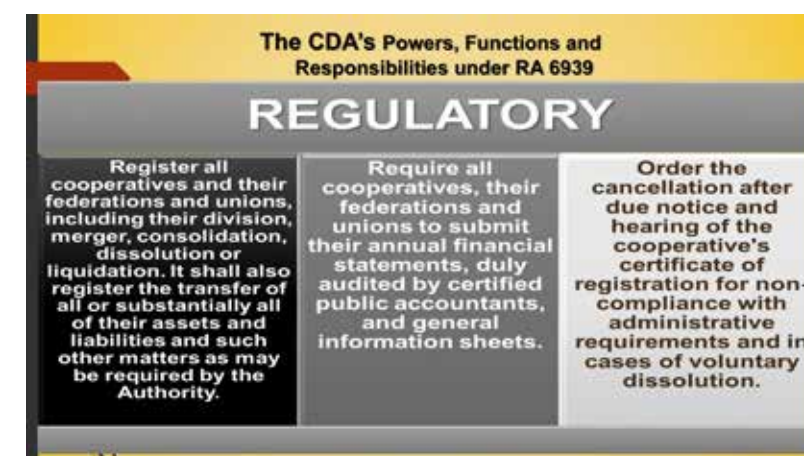 The CDA's Powers, Functions and
Responsibilities under RA 6939
REGULATORY
Register all
cooperatives and their
federations and unions,
including their division,
merger, consolidation,
dissolution or
liquidation. It shall also
register the transfer of
all or substantially all
of their assets and
liabilities and such
other matters as may
be required by the
Authority.
Require all
cooperatives, their
federations and
unions to submit
their annual financial
statements, duly
audited by certified
public accountants,
and general
information sheets.
Order the
cancellation after
due notice and
hearing of the
cooperative's
certificate of
registration for non-
compliance with
administrative
requirements and in
cases of voluntary
dissolution.